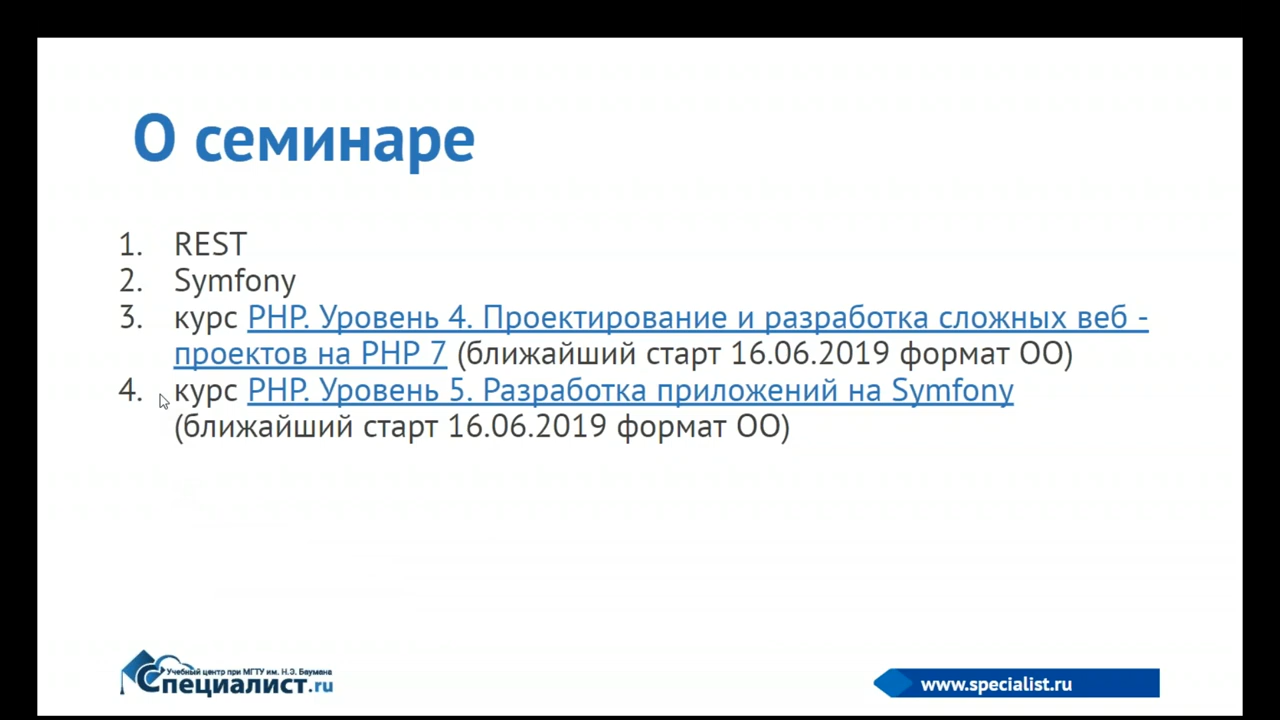 О семинаре
1. REST
2. Symfony
3. курс PHP. Уровень 4. Проектирование и разработка сложных веб -
проектов на PHP 7 (ближайший старт 16.06.2019 формат ОО)
4. курс PHP. Уровень 5. Разработка приложений на Symfony
(ближайший старт 16.06.2019 формат ОО)
Учебный центр при МГТУ им. Н.Э. Баумана
Специалист.ru
www.specialist.ru